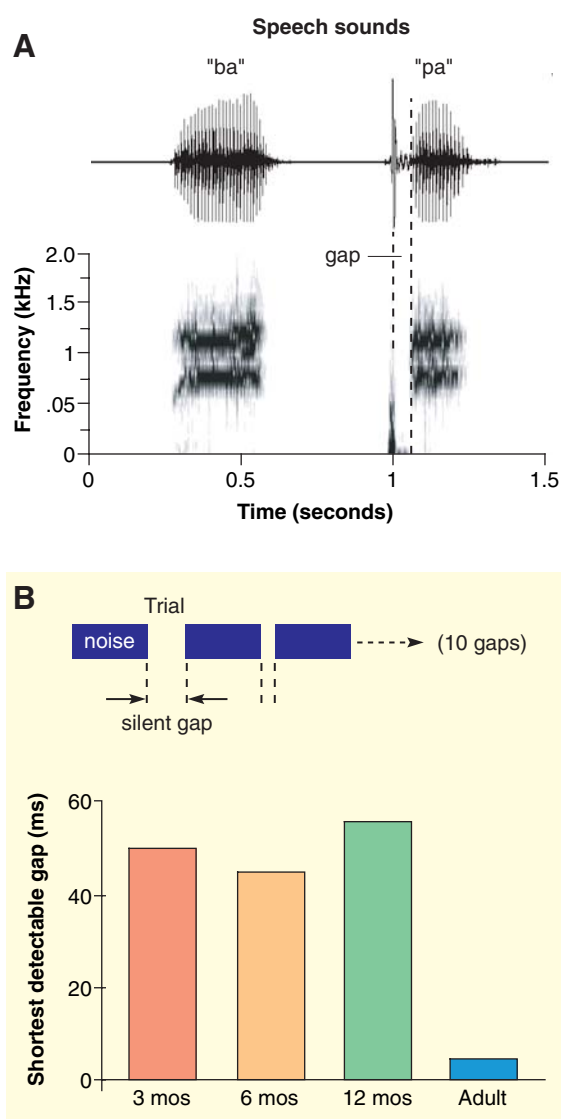 A
Speech sounds
"ba" "pa"
gap
Frequency (kHz)
2.0
1.5
1
.05
0
0 0.5 1 1.5
Time (seconds)
B
Trial
noise
(10 gaps)
silent gap
Shortest detectable gap (ms)
60
40
20
0
3 mos 6 mos 12 mos Adult